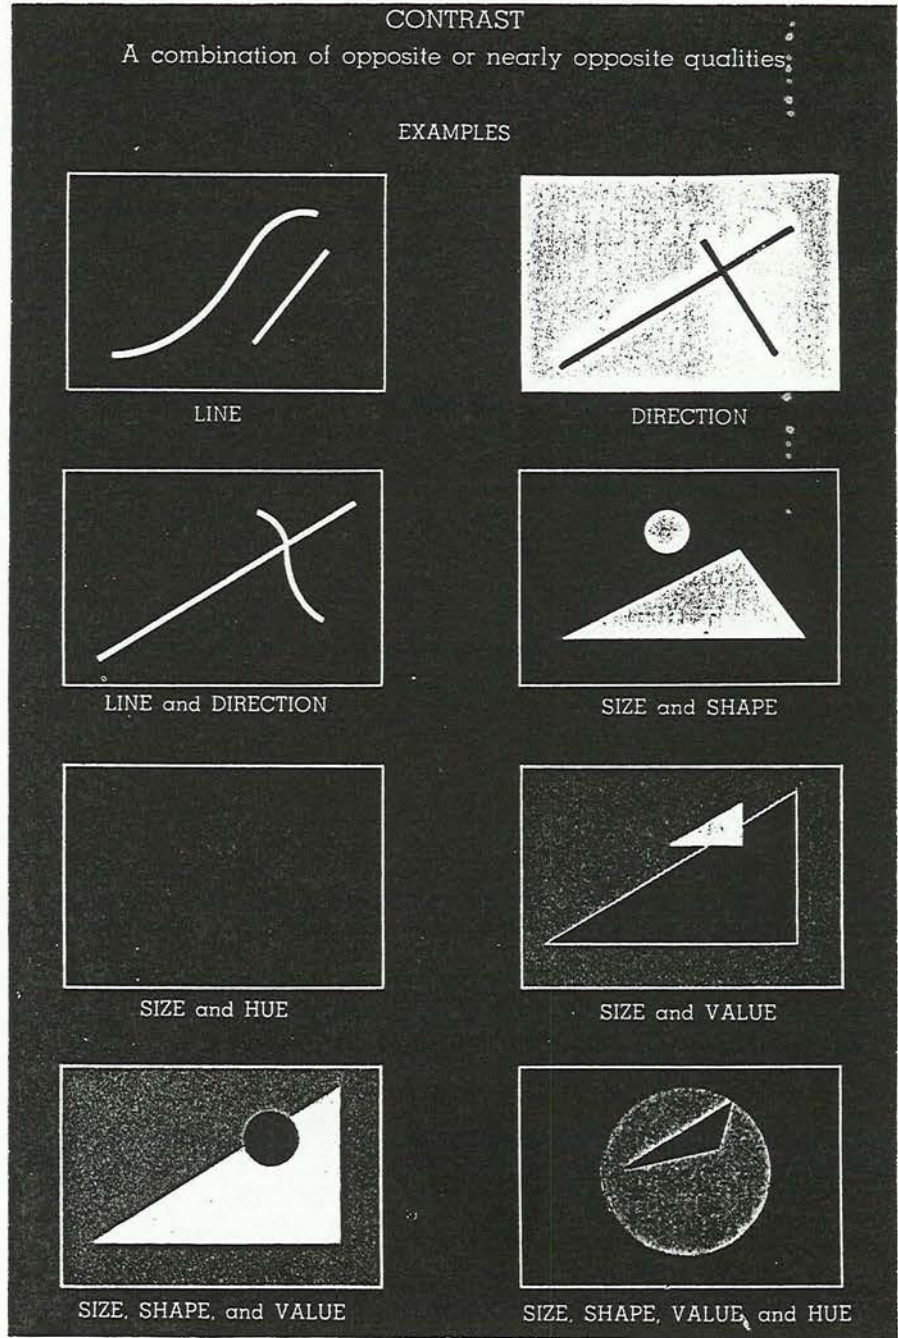 CONTRAST
A combination of opposite or nearly opposite qualities
EXAMPLES
LINE
DIRECTION
LINE and DIRECTION
SIZE and SHAPE
SIZE and HUE
SIZE and VALUE
SIZE, SHAPE, and VALUE
SIZE, SHAPE, VALUE, and HUE